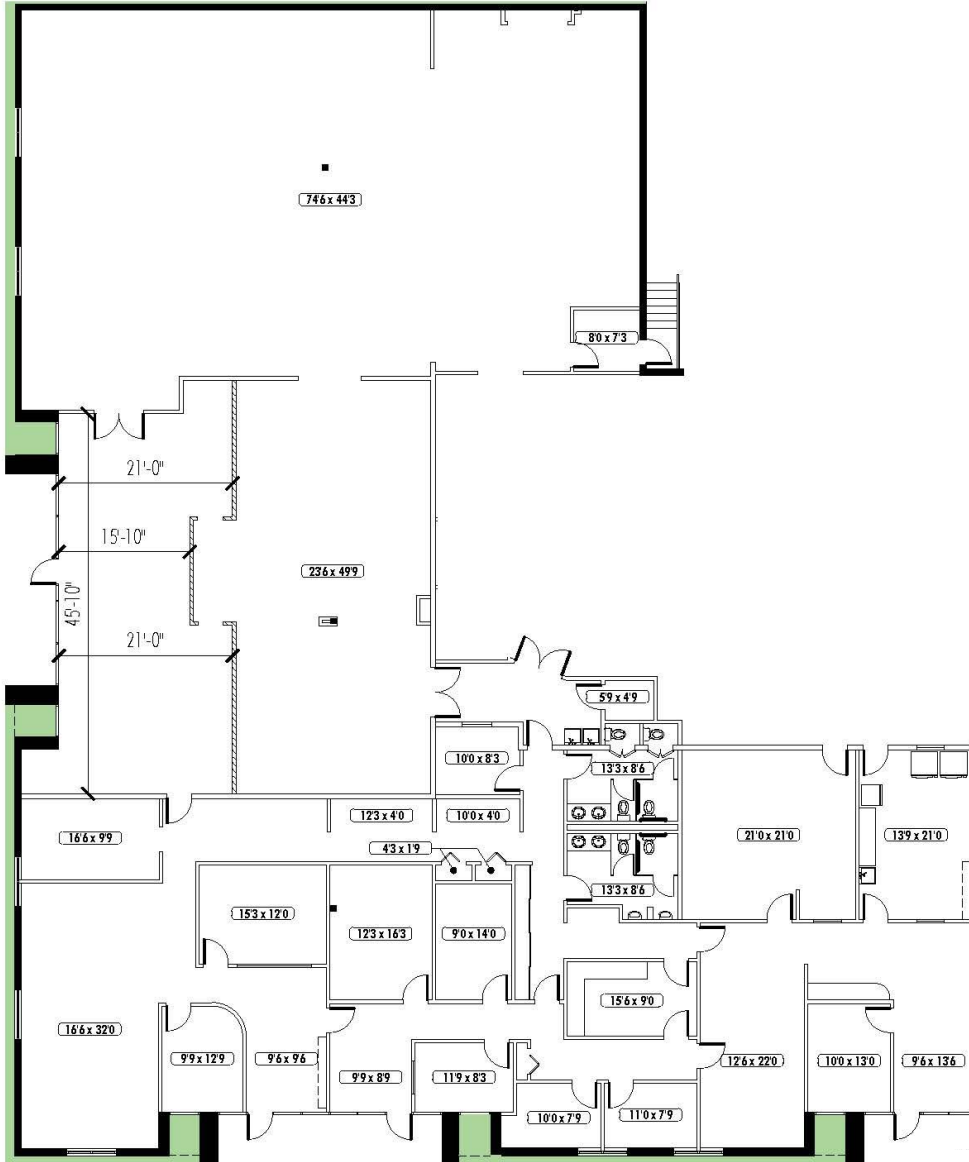 74'6 x 44'3
8'0 x 7'3
21'-0"
15'-10"
23'6 x 49'9
45'-10"
21'-0"
5'9 x 4'9
10'0 x 8'3
13'3 x 8'6
12'3 x 4'0
10'0 x 4'0
16'6 x 9'9
21'0 x 21'0
13'9 x 21'0
4'3 x 1'9
13'3 x 8'6
15'3 x 12'0
12'3 x 16'3
9'0 x 14'0
15'6 x 9'0
16'6 x 32'0
9'9 x 12'9
9'6 x 9'6
12'6 x 22'0
10'0 x 13'0
9'6 x 13'6
9'9 x 8'9
11'9 x 8'3
10'0 x 7'9
11'0 x 7'9